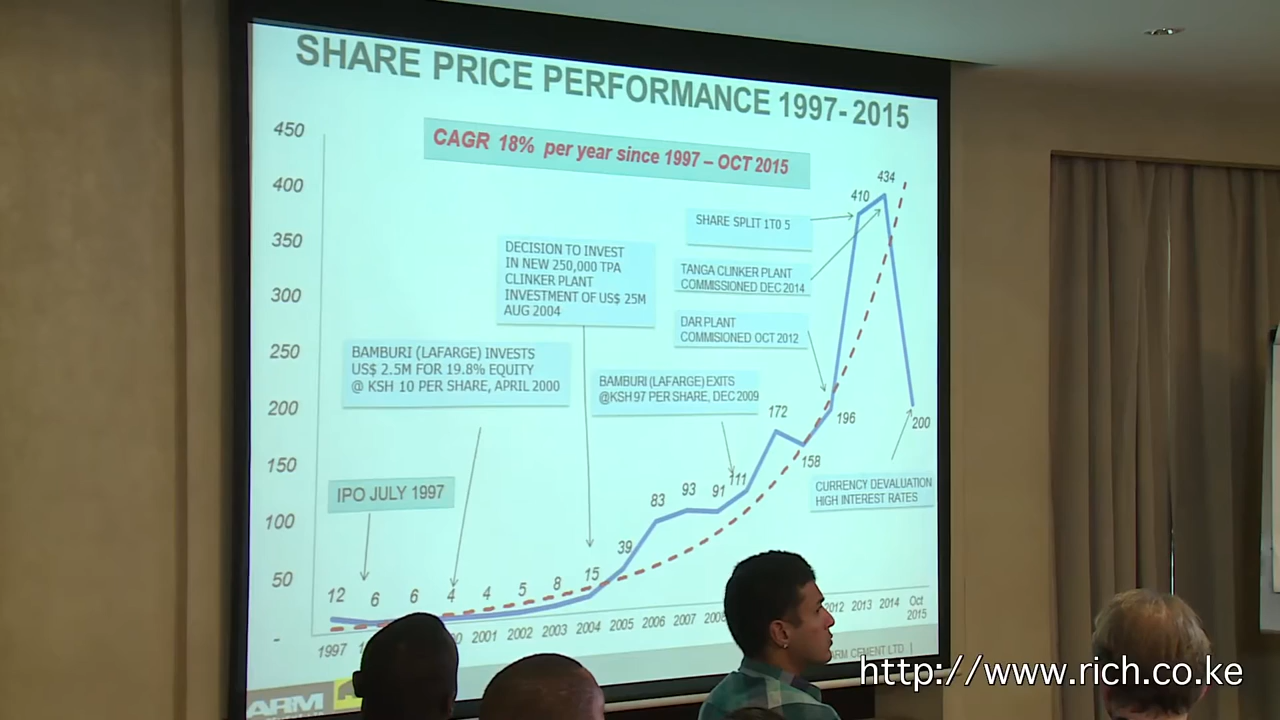 SHARE PRICE PERFORMANCE 1997- 2015
CAGR 18% per year since 1997 – OCT 2015
450
400
350
300
250
200
150
100
50
-
IPO JULY 1997
BAMBURI (LAFARGE) INVESTS
US$ 2.5M FOR 19.8% EQUITY
@ KSH 10 PER SHARE, APRIL 2000
DECISION TO INVEST
IN NEW 250,000 TPA
CLINKER PLANT
INVESTMENT OF US$ 25M
AUG 2004
BAMBURI (LAFARGE) EXITS
@KSH 97 PER SHARE, DEC 2009
SHARE SPLIT 1TO 5
TANGA CLINKER PLANT
COMMISSIONED DEC 2014
DAR PLANT
COMMISIONED OCT 2012
CURRENCY DEVALUATION
HIGH INTEREST RATES
12 6 6 4 4 5 8 15 39 83 93 91 111 172 158 196 410 434 200
1997 2001 2002 2003 2004 2005 2006 2007 2013 2014 Oct
2015
ARM
ARM CEMENT LTD. |
http://www.rich.co.ke